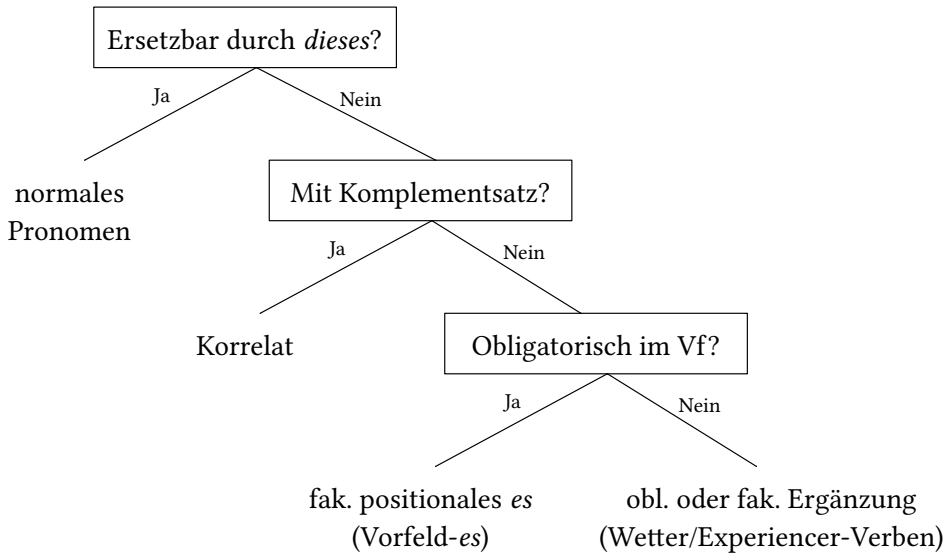 Ersetzbar durch dieses?
Ja
Nein
normales
Pronomen
Mit Komplementsatz?
Ja
Nein
Korrelat
Obligatorisch im Vf?
Ja
Nein
fak. positionales es
(Vorfeld-es)
obl. oder fak. Ergänzung
(Wetter/Experiencer-Verben)